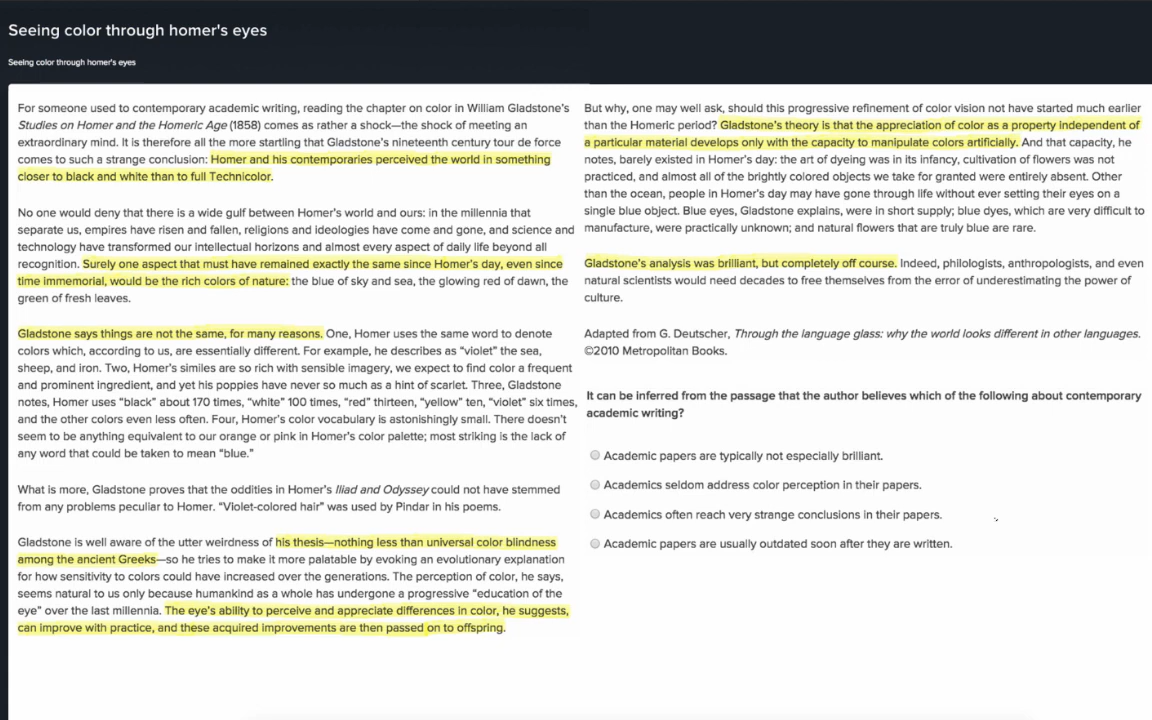 Seeing color through homer's eyes
Seeing color through homer's eyes
For someone used to contemporary academic writing, reading the chapter on color in William Gladstone's
Studies on Homer and the Homeric Age (1858) comes as rather a shock—the shock of meeting an
extraordinary mind. It is therefore all the more startling that Gladstone's nineteenth century tour de force
comes to such a strange conclusion: Homer and his contemporaries perceived the world in something
closer to black and white than to full Technicolor.
No one would deny that there is a wide gulf between Homer's world and ours: in the millennia that
separate us, empires have risen and fallen, religions and ideologies have come and gone, and science and
technology have transformed our intellectual horizons and almost every aspect of daily life beyond all
recognition. Surely one aspect that must have remained exactly the same since Homer's day, even since
time immemorial, would be the rich colors of nature: the blue of sky and sea, the glowing red of dawn, the
green of fresh leaves.
Gladstone says things are not the same, for many reasons. One, Homer uses the same word to denote
colors which, according to us, are essentially different. For example, he describes as “violet” the sea,
sheep, and iron. Two, Homer's similes are so rich with sensible imagery, we expect to find color a frequent
and prominent ingredient, and yet his poppies have never so much as a hint of scarlet. Three, Gladstone
notes, Homer uses “black” about 170 times, “white” 100 times, “red” thirteen, “yellow” ten, “violet” six times,
and the other colors even less often. Four, Homer's color vocabulary is astonishingly small. There doesn't
seem to be anything equivalent to our orange or pink in Homer's color palette; most striking is the lack of
any word that could be taken to mean “blue.”
What is more, Gladstone proves that the oddities in Homer's Iliad and Odyssey could not have stemmed
from any problems peculiar to Homer. “Violet-colored hair” was used by Pindar in his poems.
Gladstone is well aware of the utter weirdness of his thesis—nothing less than universal color blindness
among the ancient Greeks—so he tries to make it more palatable by evoking an evolutionary explanation
for how sensitivity to colors could have increased over the generations. The perception of color, he says,
seems natural to us only because humankind as a whole has undergone a progressive “education of the
eye” over the last millennia. The eye's ability to perceive and appreciate differences in color, he suggests,
can improve with practice, and these acquired improvements are then passed on to offspring.
But why, one may well ask, should this progressive refinement of color vision not have started much earlier
than the Homeric period? Gladstone's theory is that the appreciation of color as a property independent of
a particular material develops only with the capacity to manipulate colors artificially. And that capacity, he
notes, barely existed in Homer's day: the art of dyeing was in its infancy, cultivation of flowers was not
practiced, and almost all of the brightly colored objects we take for granted were entirely absent. Other
than the ocean, people in Homer's day may have gone through life without ever setting their eyes on a
single blue object. Blue eyes, Gladstone explains, were in short supply; blue dyes, which are very difficult to
manufacture, were practically unknown; and natural flowers that are truly blue are rare.
Gladstone's analysis was brilliant, but completely off course. Indeed, philologists, anthropologists, and even
natural scientists would need decades to free themselves from the error of underestimating the power of
culture.
Adapted from G. Deutscher, Through the language glass: why the world looks different in other languages.
©2010 Metropolitan Books.
It can be inferred from the passage that the author believes which of the following about contemporary
academic writing?
Academic papers are typically not especially brilliant.
Academics seldom address color perception in their papers.
Academics often reach very strange conclusions in their papers.
Academic papers are usually outdated soon after they are written.